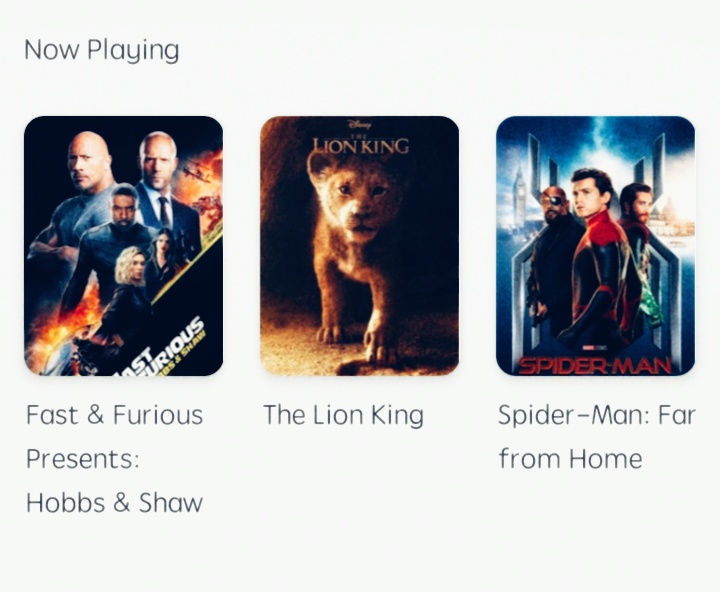 Now Playing
Disney
THE
LION KING
FAST
FURIOUS
HOBBS & SHAW
SPIDER-MAN
Fast & Furious
Presents:
Hobbs & Shaw
The Lion King
Spider-Man: Far
from Home